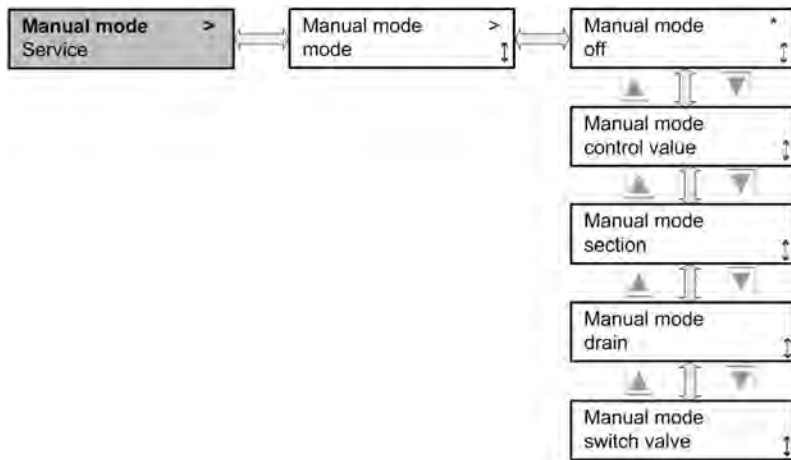 Manual mode >
Service
Manual mode >
mode
Manual mode *
off
Manual mode
control value
Manual mode
section
Manual mode
drain
Manual mode
switch valve